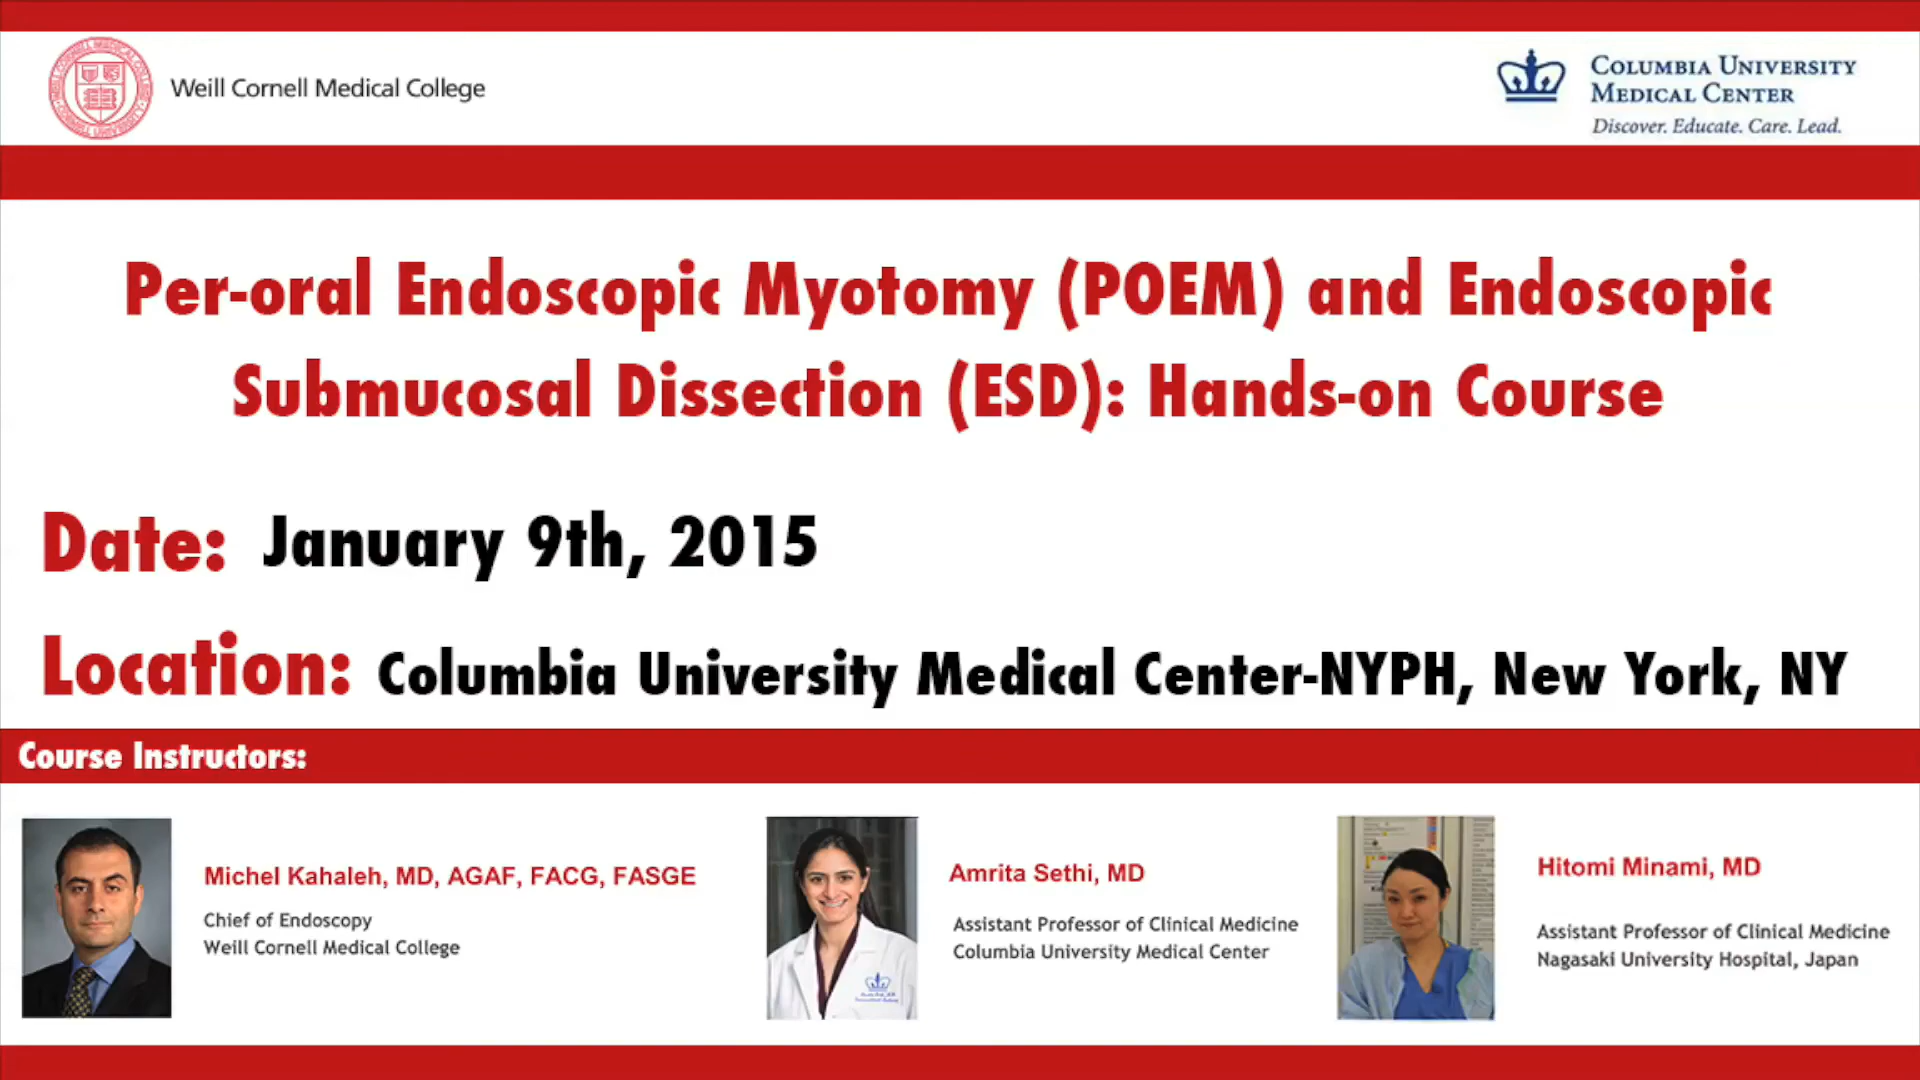 Weill Cornell Medical College
COLUMBIA UNIVERSITY
MEDICAL CENTER
Discover. Educate. Care. Lead.
Per-oral Endoscopic Myotomy (POEM) and Endoscopic
Submucosal Dissection (ESD): Hands-on Course
Date: January 9th, 2015
Location: Columbia University Medical Center-NYPH, New York, NY
Course Instructors:
Michel Kahaleh, MD, AGAF, FACG, FASGE
Chief of Endoscopy
Weill Cornell Medical College
Amrita Sethi, MD
Assistant Professor of Clinical Medicine
Columbia University Medical Center
Hitomi Minami, MD
Assistant Professor of Clinical Medicine
Nagasaki University Hospital, Japan